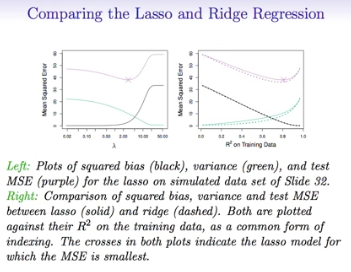 Comparing the Lasso and Ridge Regression
Mean Squared Error
0 10 20 30 40 50 60
0.02 0.10 0.50 2.00 10.00 50.00
λ
Mean Squared Error
0 10 20 30 40 50 60
0.0 0.2 0.4 0.6 0.8 1.0
R² on Training Data
Left: Plots of squared bias (black), variance (green), and test
MSE (purple) for the lasso on simulated data set of Slide 32.
Right: Comparison of squared bias, variance and test MSE
between lasso (solid) and ridge (dashed). Both are plotted
against their R² on the training data, as a common form of
indexing. The crosses in both plots indicate the lasso model for
which the MSE is smallest.